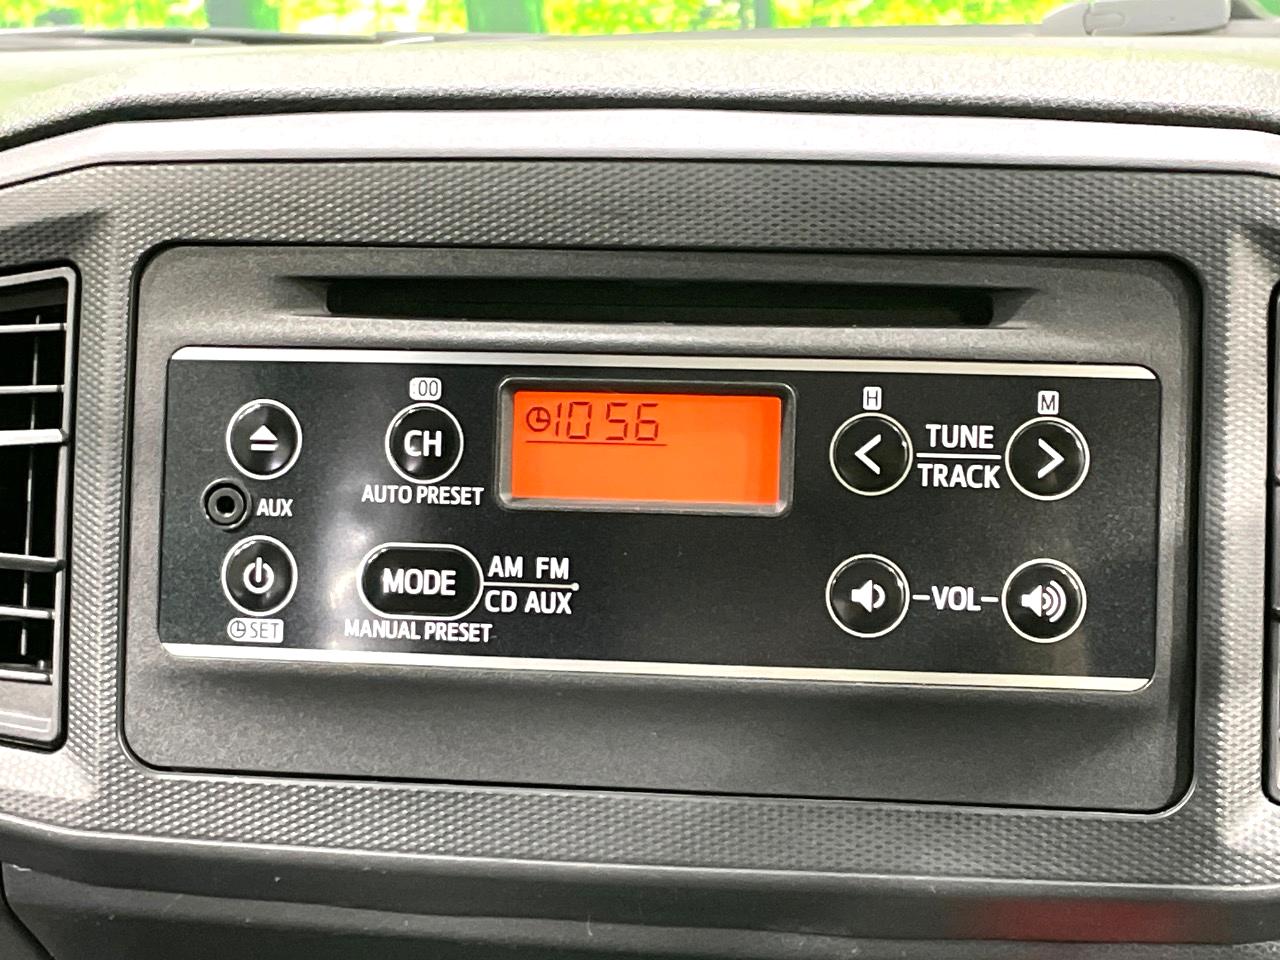 :00
CH
AUTO PRESET
10 56
H
TUNE
TRACK
M
AUX
SET
MODE
AM FM
CD AUX
MANUAL PRESET
VOL